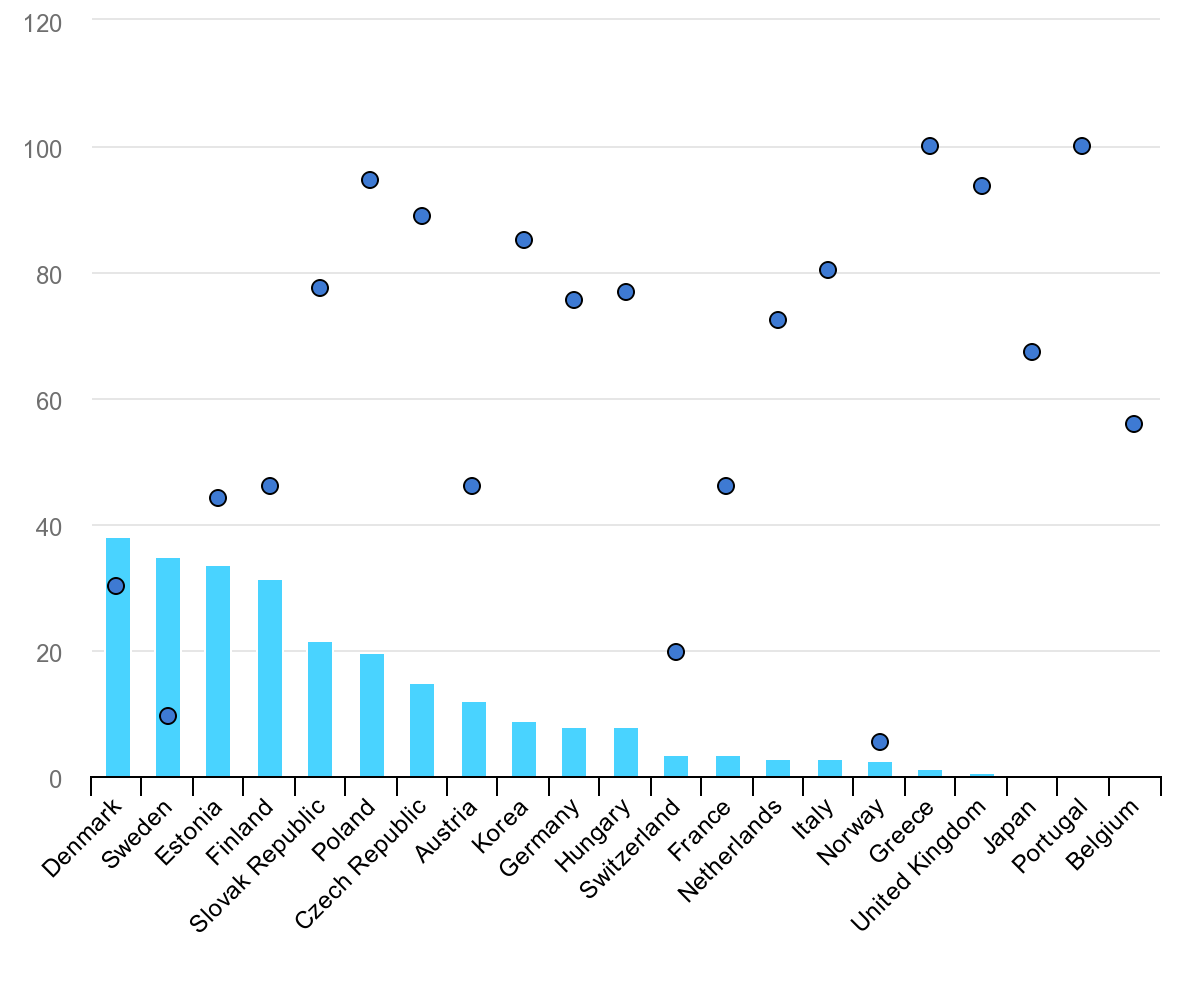 120
100
80
60
40
20
0
Denmark
Sweden
Estonia
Finland
Slovak Republic
Poland
Czech Republic
Austria
Korea
Germany
Hungary
Switzerland
France
Netherlands
Italy
Norway
Greece
United Kingdom
Japan
Portugal
Belgium